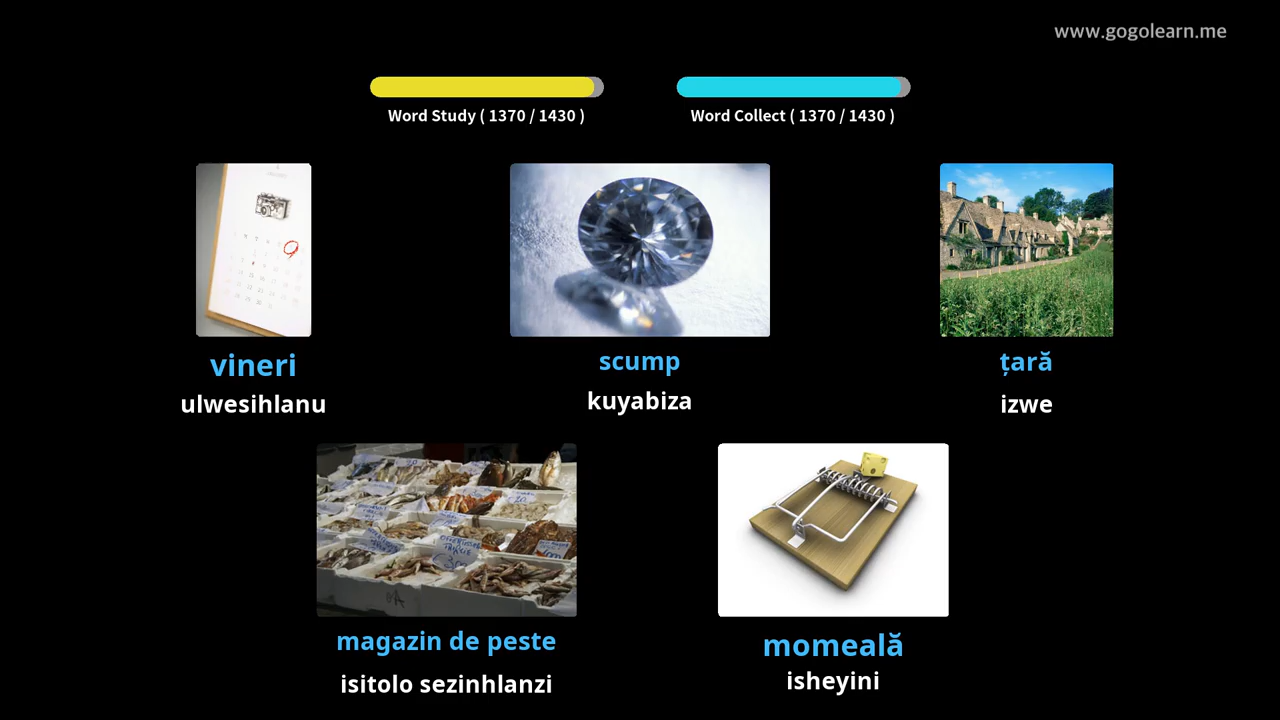 www.gogolearn.me
Word Study ( 1370 / 1430 )
Word Collect ( 1370 / 1430 )
vineri
ulwesihlanu
scump
kuyabiza
țară
izwe
magazin de peste
isitolo sezinhlanzi
momeală
isheyini